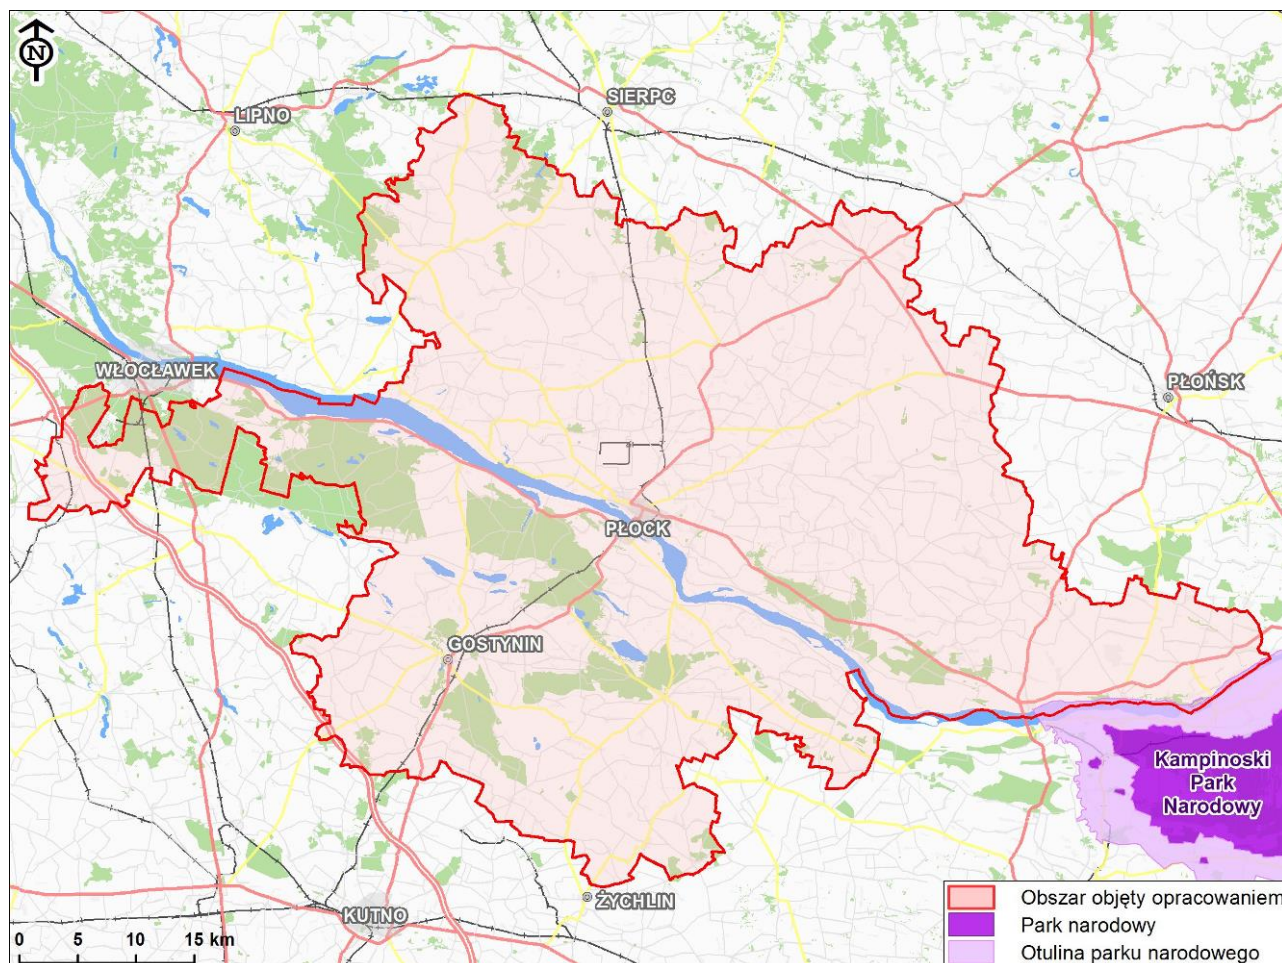 N
SIERPC
LIPNO
WŁOCŁAWEK
PŁOŃSK
PŁOCK
GOSTYNIN
Kampinoski
Park
Narodowy
ŻYCHLIN
KUTNO
0 5 10 15 km
Obszar objęty opracowaniem
Park narodowy
Otulina parku narodowego